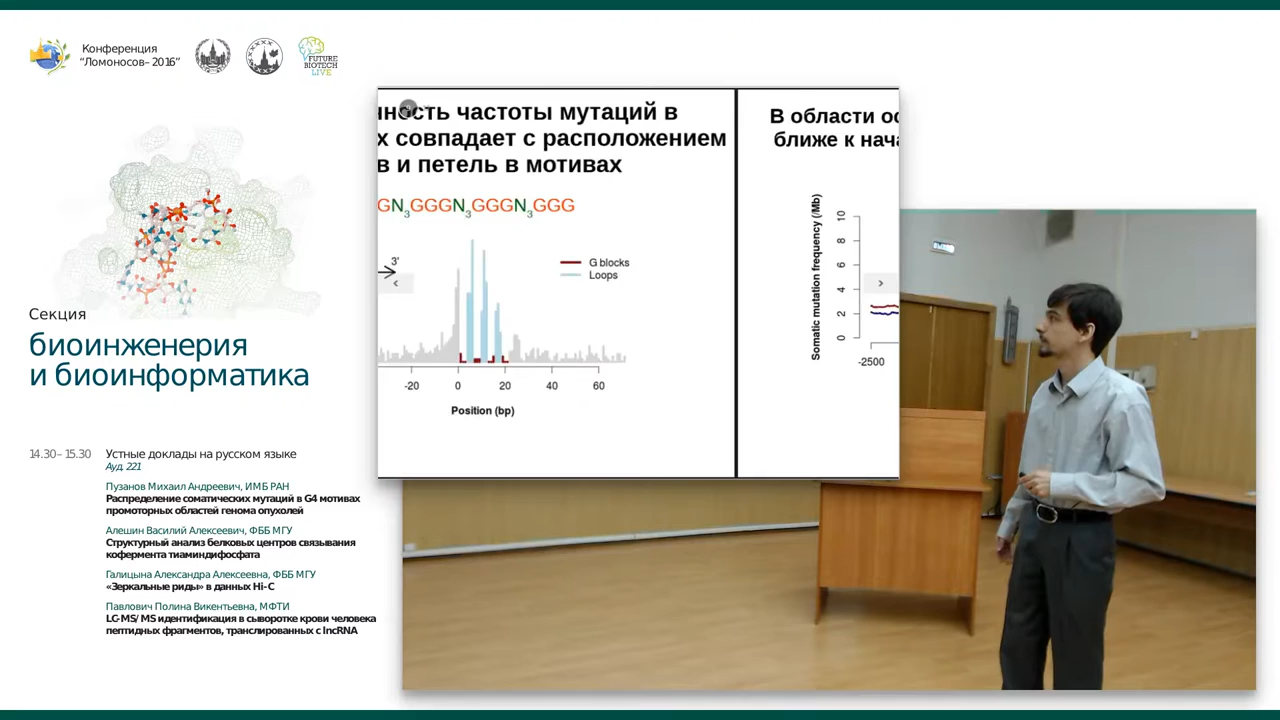 Конференция
“Ломоносов–2016”
FUTURE
BIOTECH
LIVE
Секция
биоинженерия
и биоинформатика
14.30–15.30 Устные доклады на русском языке
Ауд. 221
Пузанов Михаил Андреевич, ИМБ РАН
Распределение соматических мутаций в G4 мотивах
промоторных областей генома опухолей
Алешин Василий Алексеевич, ФББ МГУ
Структурный анализ белковых центров связывания
кофермента тиаминдифосфата
Галицына Александра Алексеевна, ФББ МГУ
«Зеркальные риды» в данных Hi-C
Павлович Полина Викентьевна, МФТИ
LC-MS/MS идентификация в сыворотке крови человека
пептидных фрагментов, транслированных с lncRNA
нность частоты мутаций в
х совпадает с расположением
в и петель в мотивах
GN3GGGN3GGGN3GGG
3'
G blocks
Loops
-20 0 20 40 60
Position (bp)
В области ос
ближе к нача
Somatic mutation frequency (/Mb)
10
8
6
4
2
0
-2500